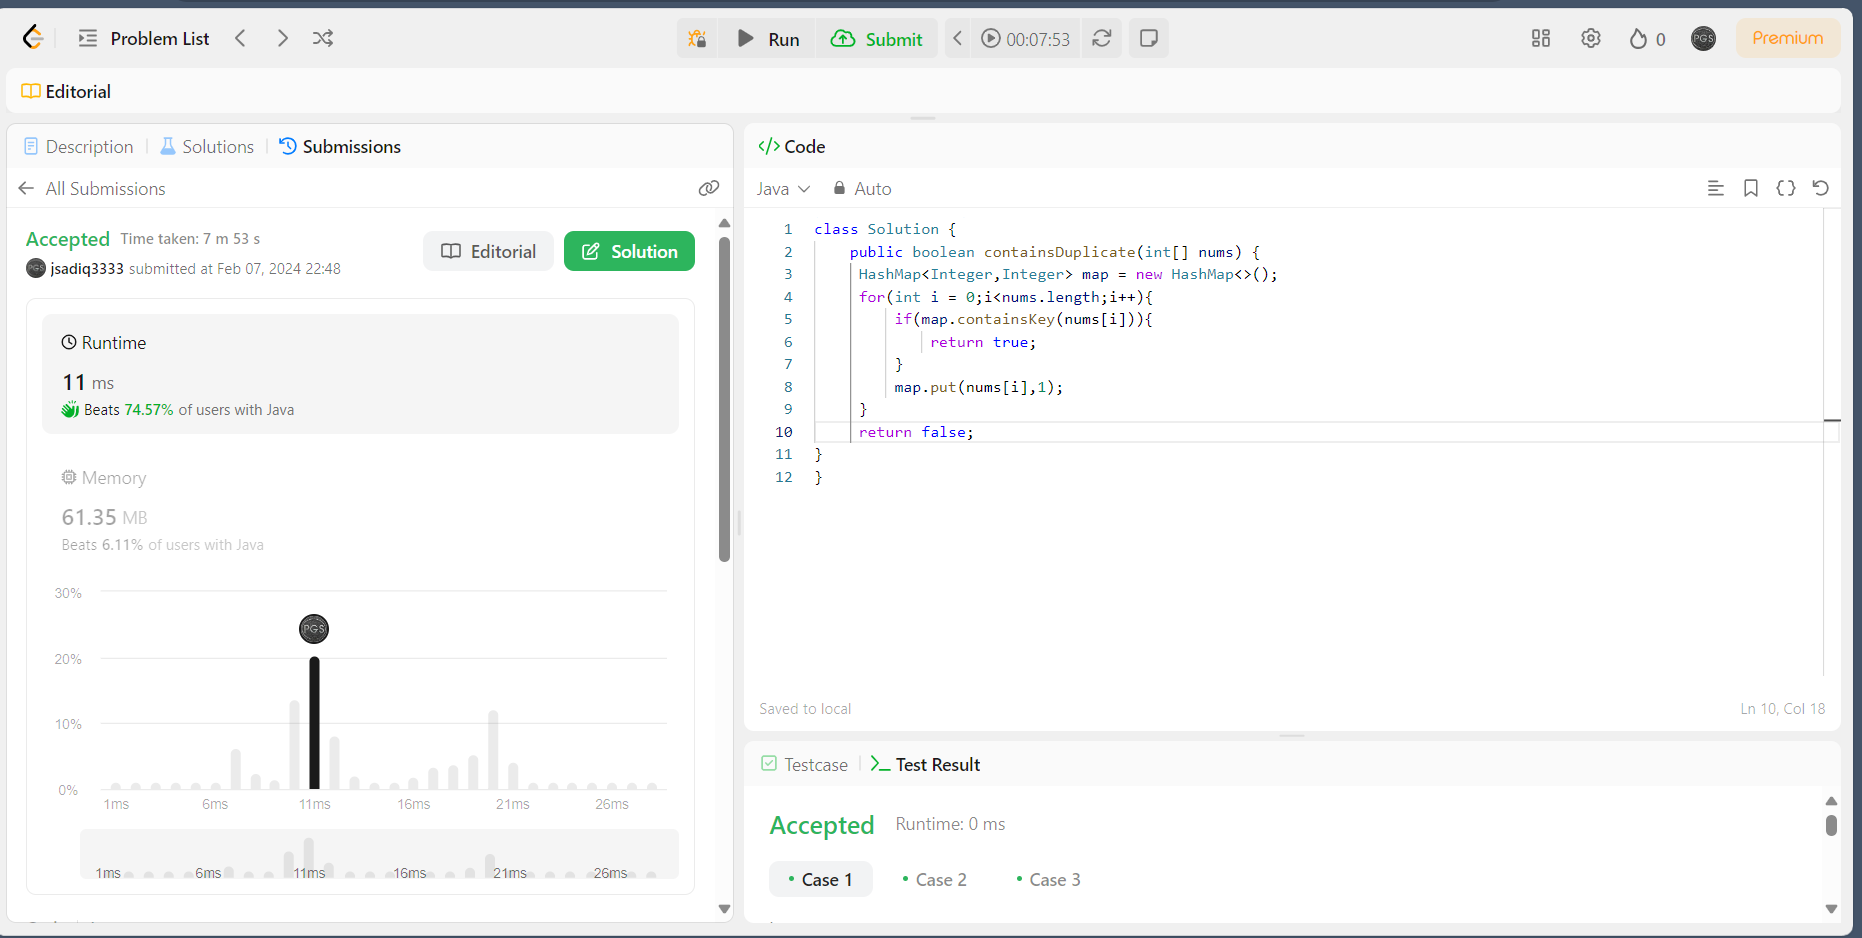 Problem List
Run
Submit
00:07:53
0
PGS
Premium
Editorial
Description
Solutions
Submissions
All Submissions
Accepted
Time taken: 7 m 53 s
PGS jsadiq3333 submitted at Feb 07, 2024 22:48
Editorial
Solution
Runtime
11 ms
Beats 74.57% of users with Java
Memory
61.35 MB
Beats 6.11% of users with Java
30%
PGS
20%
10%
0%
1ms 6ms 11ms 16ms 21ms 26ms
1ms 6ms 11ms 16ms 21ms 26ms
</> Code
Java
Auto
1 class Solution {
2 public boolean containsDuplicate(int[] nums) {
3 HashMap<Integer,Integer> map = new HashMap<>();
4 for(int i = 0;i<nums.length;i++){
5 if(map.containsKey(nums[i])){
6 return true;
7 }
8 map.put(nums[i],1);
9 }
10 return false;
11 }
12 }
Saved to local
Ln 10, Col 18
Testcase
Test Result
Accepted
Runtime: 0 ms
• Case 1
• Case 2
• Case 3